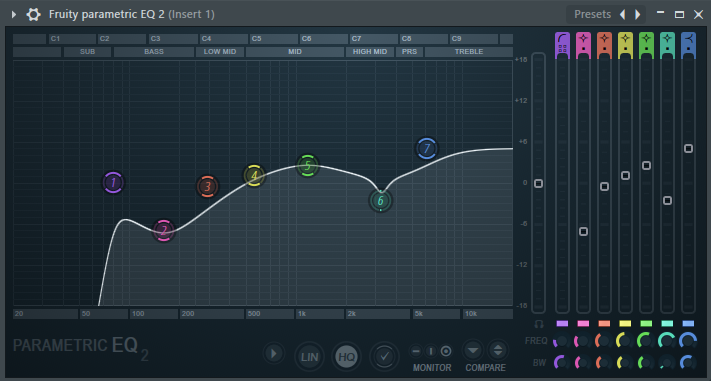 Fruity parametric EQ 2 (Insert 1) Presets
C1 C2 C3 C4 C5 C6 C7 C8 C9
SUB BASS LOW MID MID HIGH MID PRS TREBLE
+18
+12
+6
0
-6
-12
-18
1 2 3 4 5 6 7
20 50 100 200 500 1k 2k 5k 10k
PARAMETRIC EQ 2
LIN HQ
MONITOR COMPARE
FREQ
BW